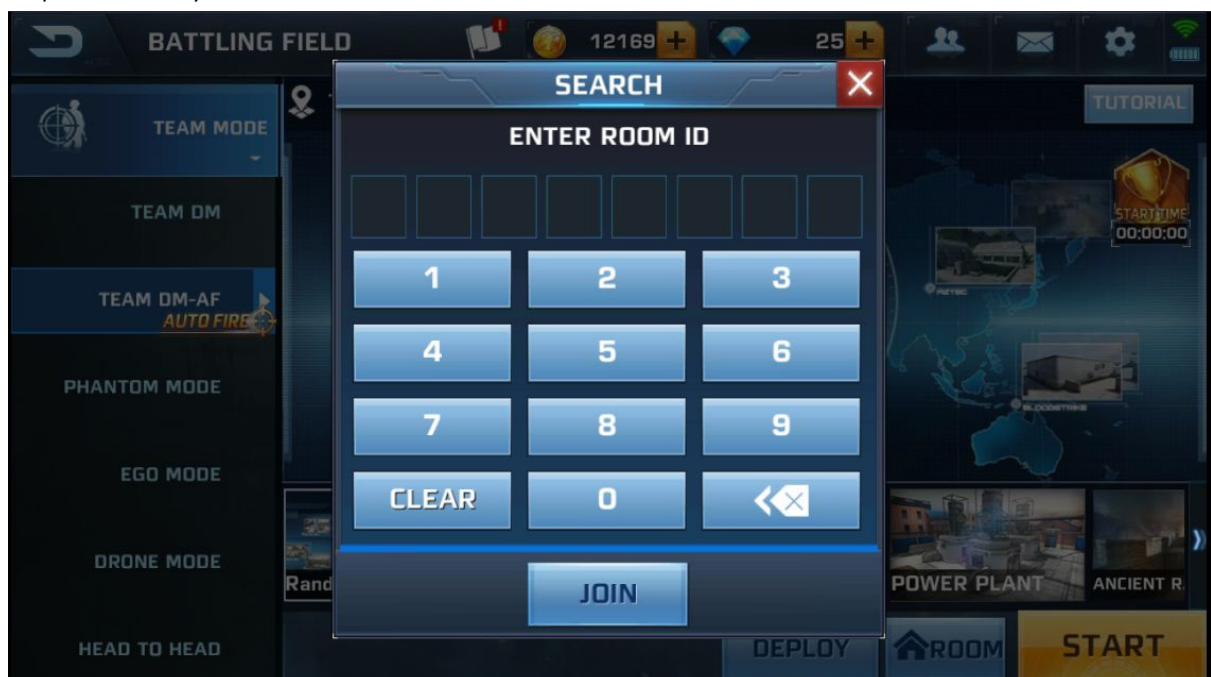 BATTLING FIELD
12169
25
TEAM MODE
TEAM DM
TEAM DM-AF
AUTO FIRE
PHANTOM MODE
EGO MODE
DRONE MODE
HEAD TO HEAD
SEARCH
ENTER ROOM ID
1 2 3
4 5 6
7 8 9
CLEAR 0
JOIN
TUTORIAL
START TIME
00:00:00
AZTEC
BLOODSTRIKE
Rand
POWER PLANT
ANCIENT R
DEPLOY
ROOM
START